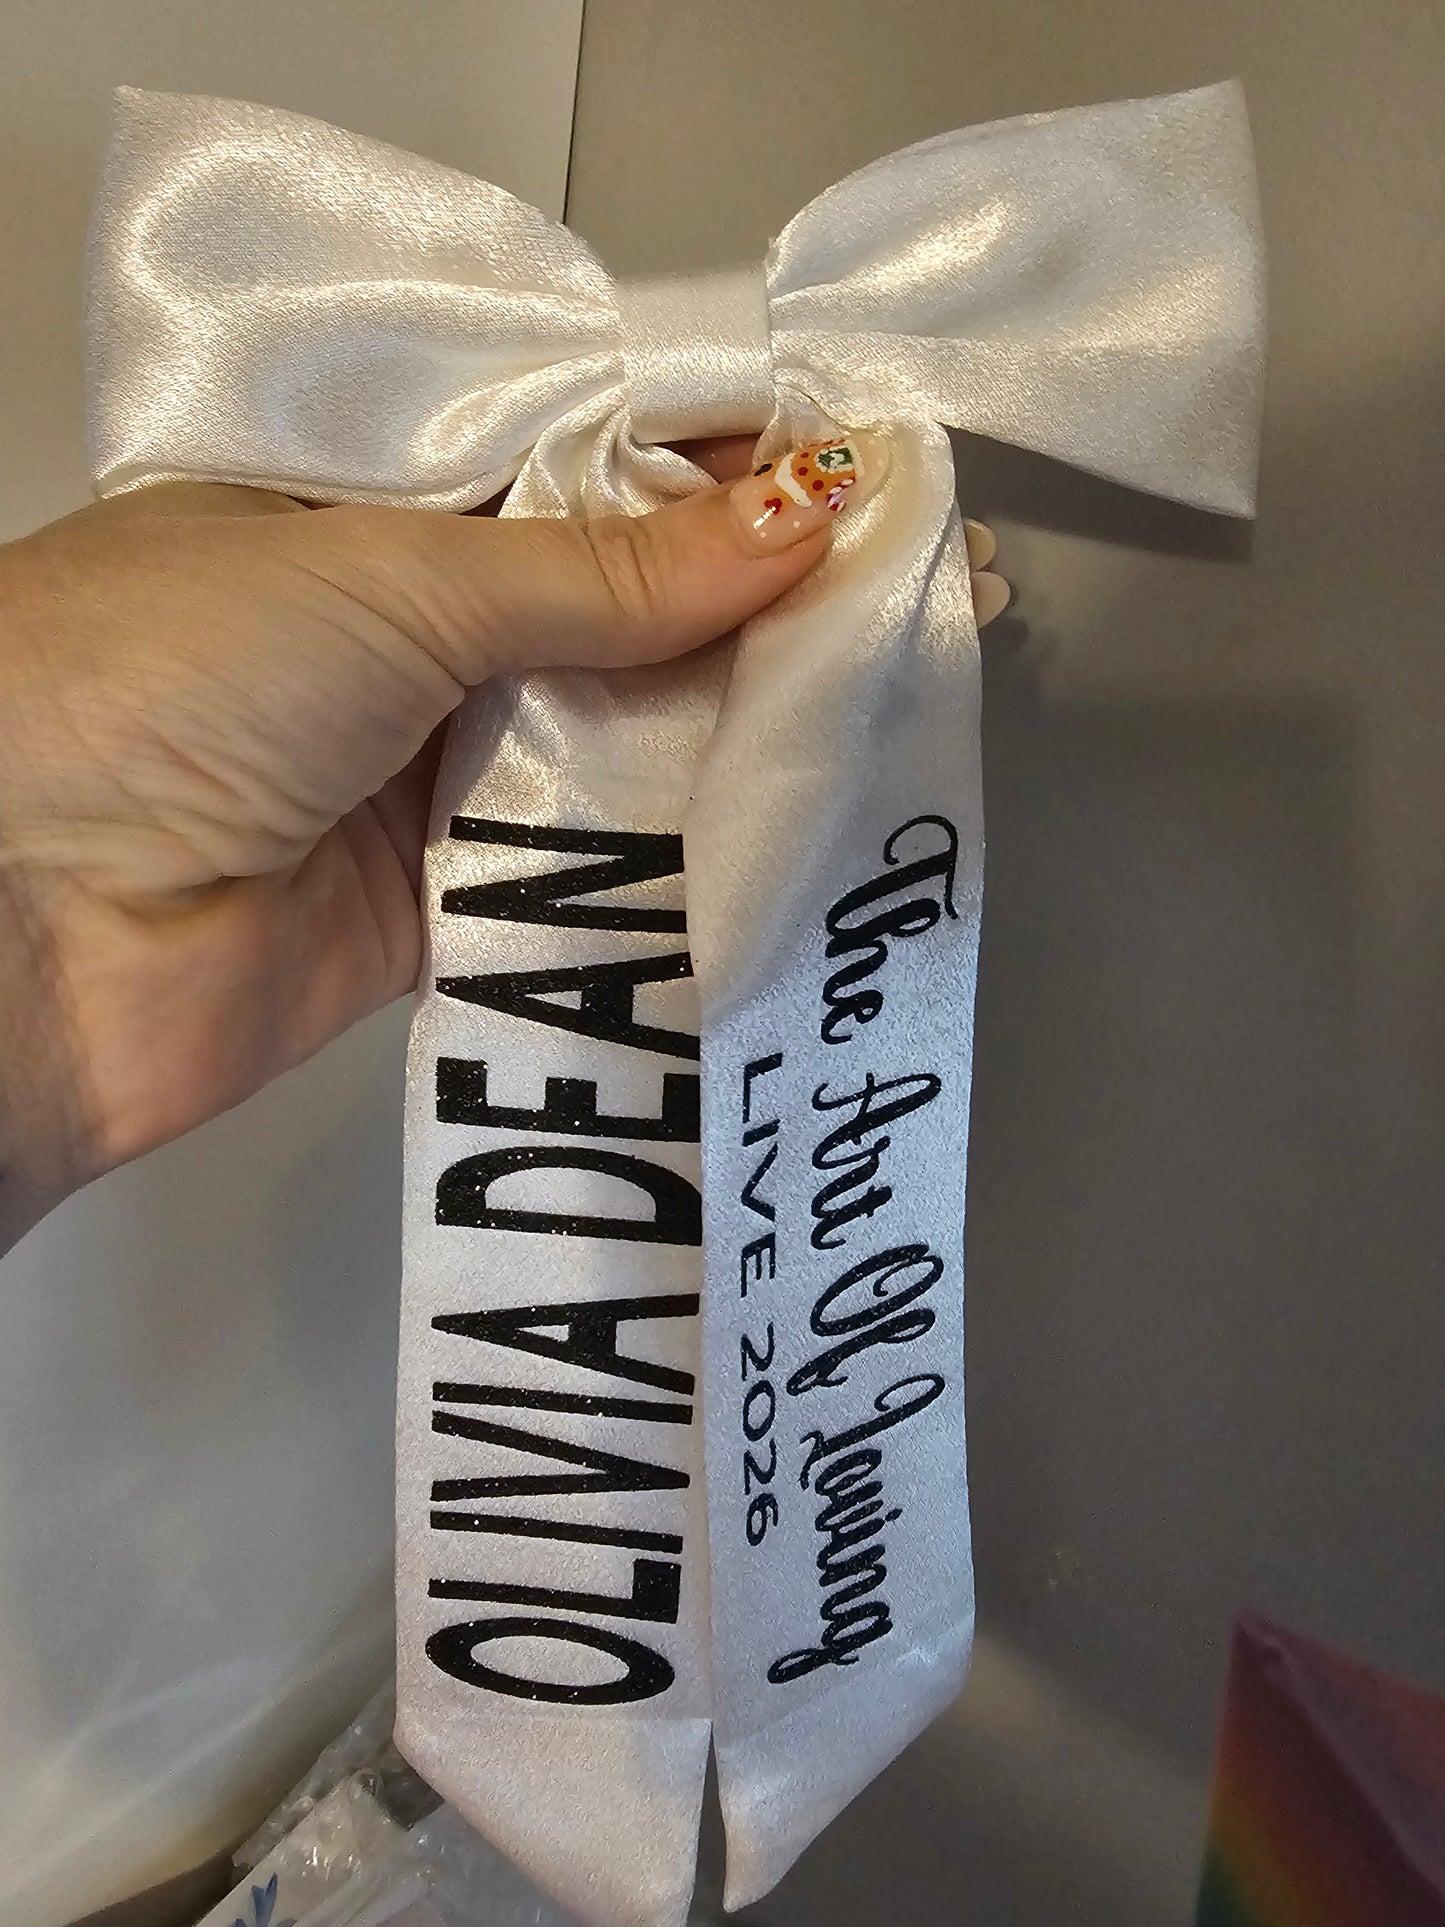 OLIVIA DEAN
The Art Of Loving
LIVE 2026